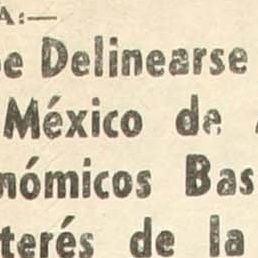 A:—
e Delinearse
México de
nómicos Bas
terés de la